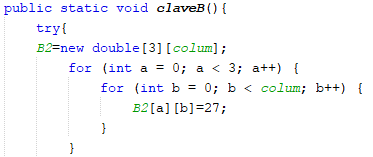 public static void claveB(){
try{
B2=new double[3][colum];
for (int a = 0; a < 3; a++) {
for (int b = 0; b < colum; b++) {
B2[a][b]=27;
}
}